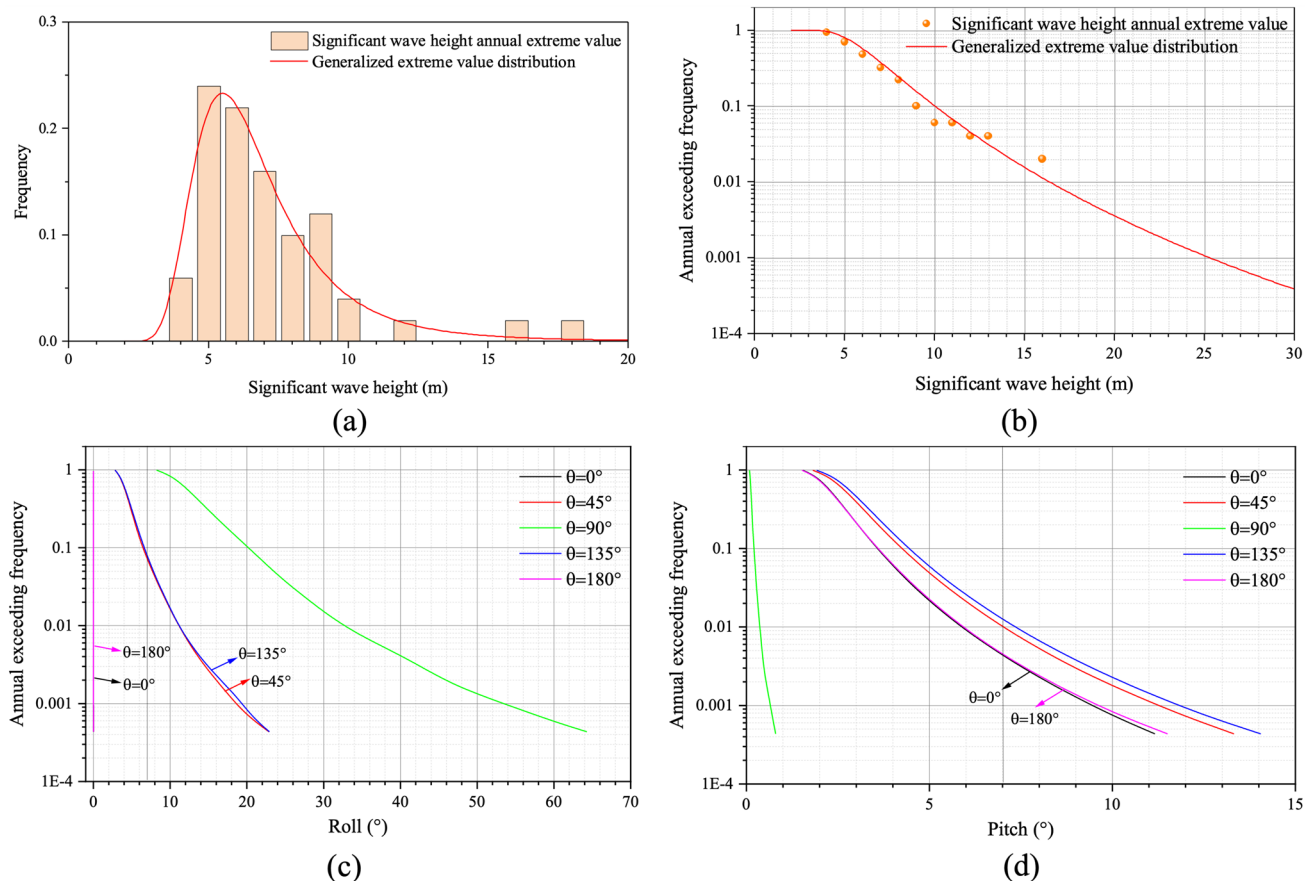 0.3
0.2
0.1
0.0
Frequency
Significant wave height annual extreme value
Generalized extreme value distribution
0 5 10 15 20
Significant wave height (m)
(a)
1
0.1
0.01
0.001
1E-4
Annual exceeding frequency
Significant wave height annual extreme value
Generalized extreme value distribution
0 5 10 15 20 25 30
Significant wave height (m)
(b)
1
0.1
0.01
0.001
1E-4
Annual exceeding frequency
θ=0°
θ=45°
θ=90°
θ=135°
θ=180°
θ=180°
θ=0°
θ=135°
θ=45°
0 10 20 30 40 50 60 70
Roll (°)
(c)
1
0.1
0.01
0.001
1E-4
Annual exceeding frequency
θ=0°
θ=45°
θ=90°
θ=135°
θ=180°
θ=0°
θ=180°
0 5 10 15
Pitch (°)
(d)